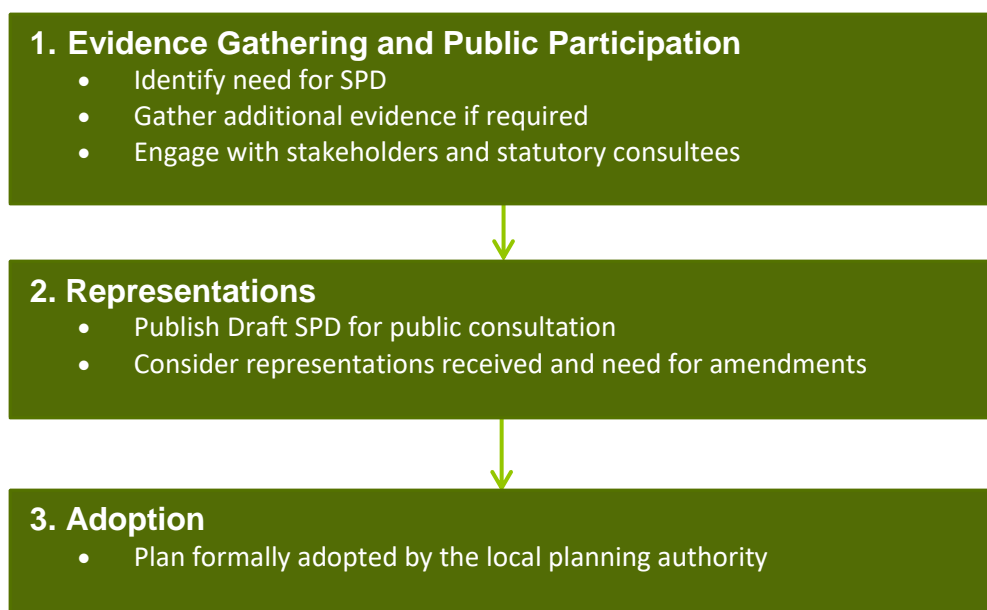 1. Evidence Gathering and Public Participation
• Identify need for SPD
• Gather additional evidence if required
• Engage with stakeholders and statutory consultees
2. Representations
• Publish Draft SPD for public consultation
• Consider representations received and need for amendments
3. Adoption
• Plan formally adopted by the local planning authority